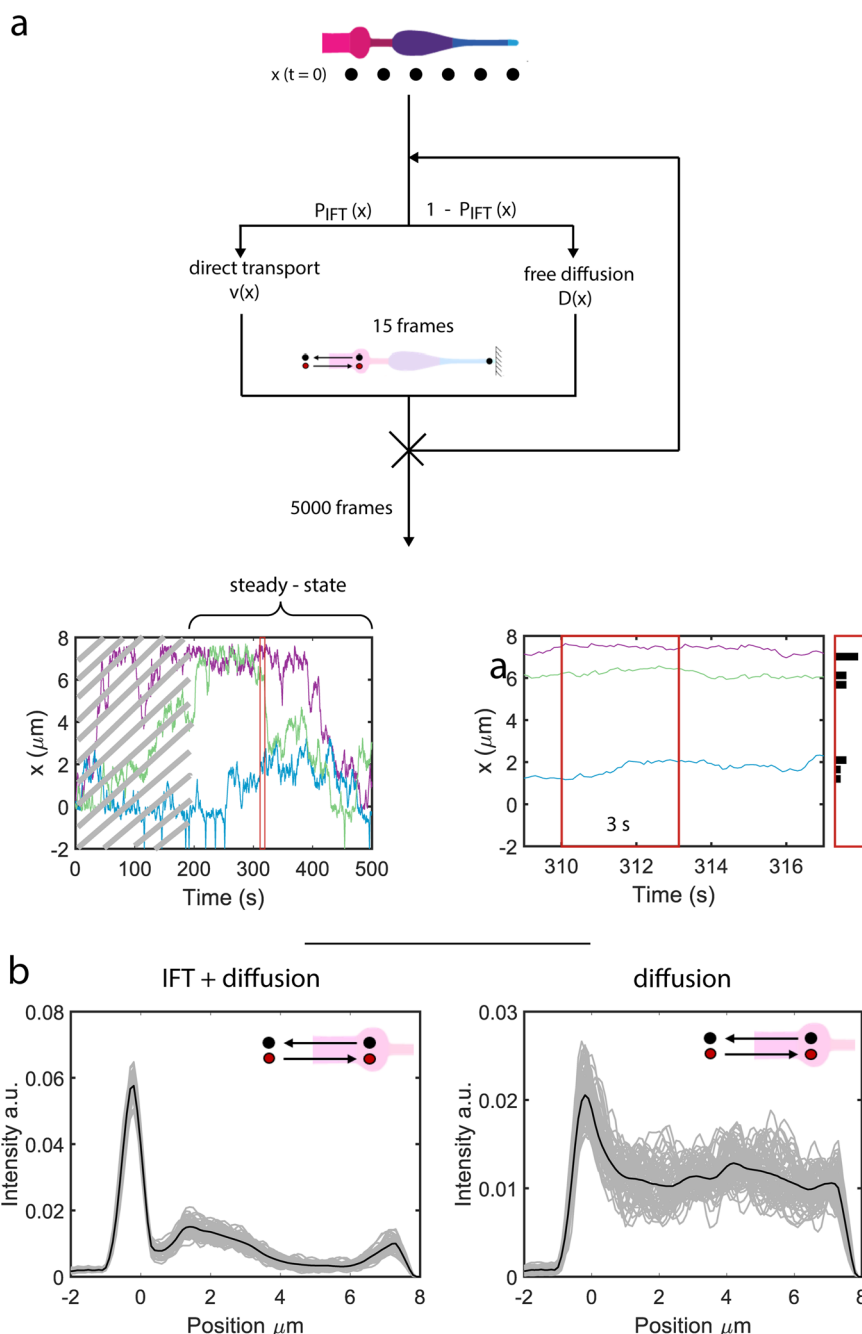 a
x (t = 0)
P_IFT (x)
1 - P_IFT (x)
direct transport
v(x)
free diffusion
D(x)
15 frames
5000 frames
steady - state
8
6
4
2
0
-2
x (μm)
0 100 200 300 400 500
Time (s)
a
8
6
4
2
0
-2
x (μm)
3 s
310 312 314 316
Time (s)
b
IFT + diffusion
0.08
0.06
0.04
0.02
0
Intensity a.u.
-2 0 2 4 6 8
Position μm
diffusion
0.03
0.02
0.01
0
Intensity a.u.
-2 0 2 4 6 8
Position μm